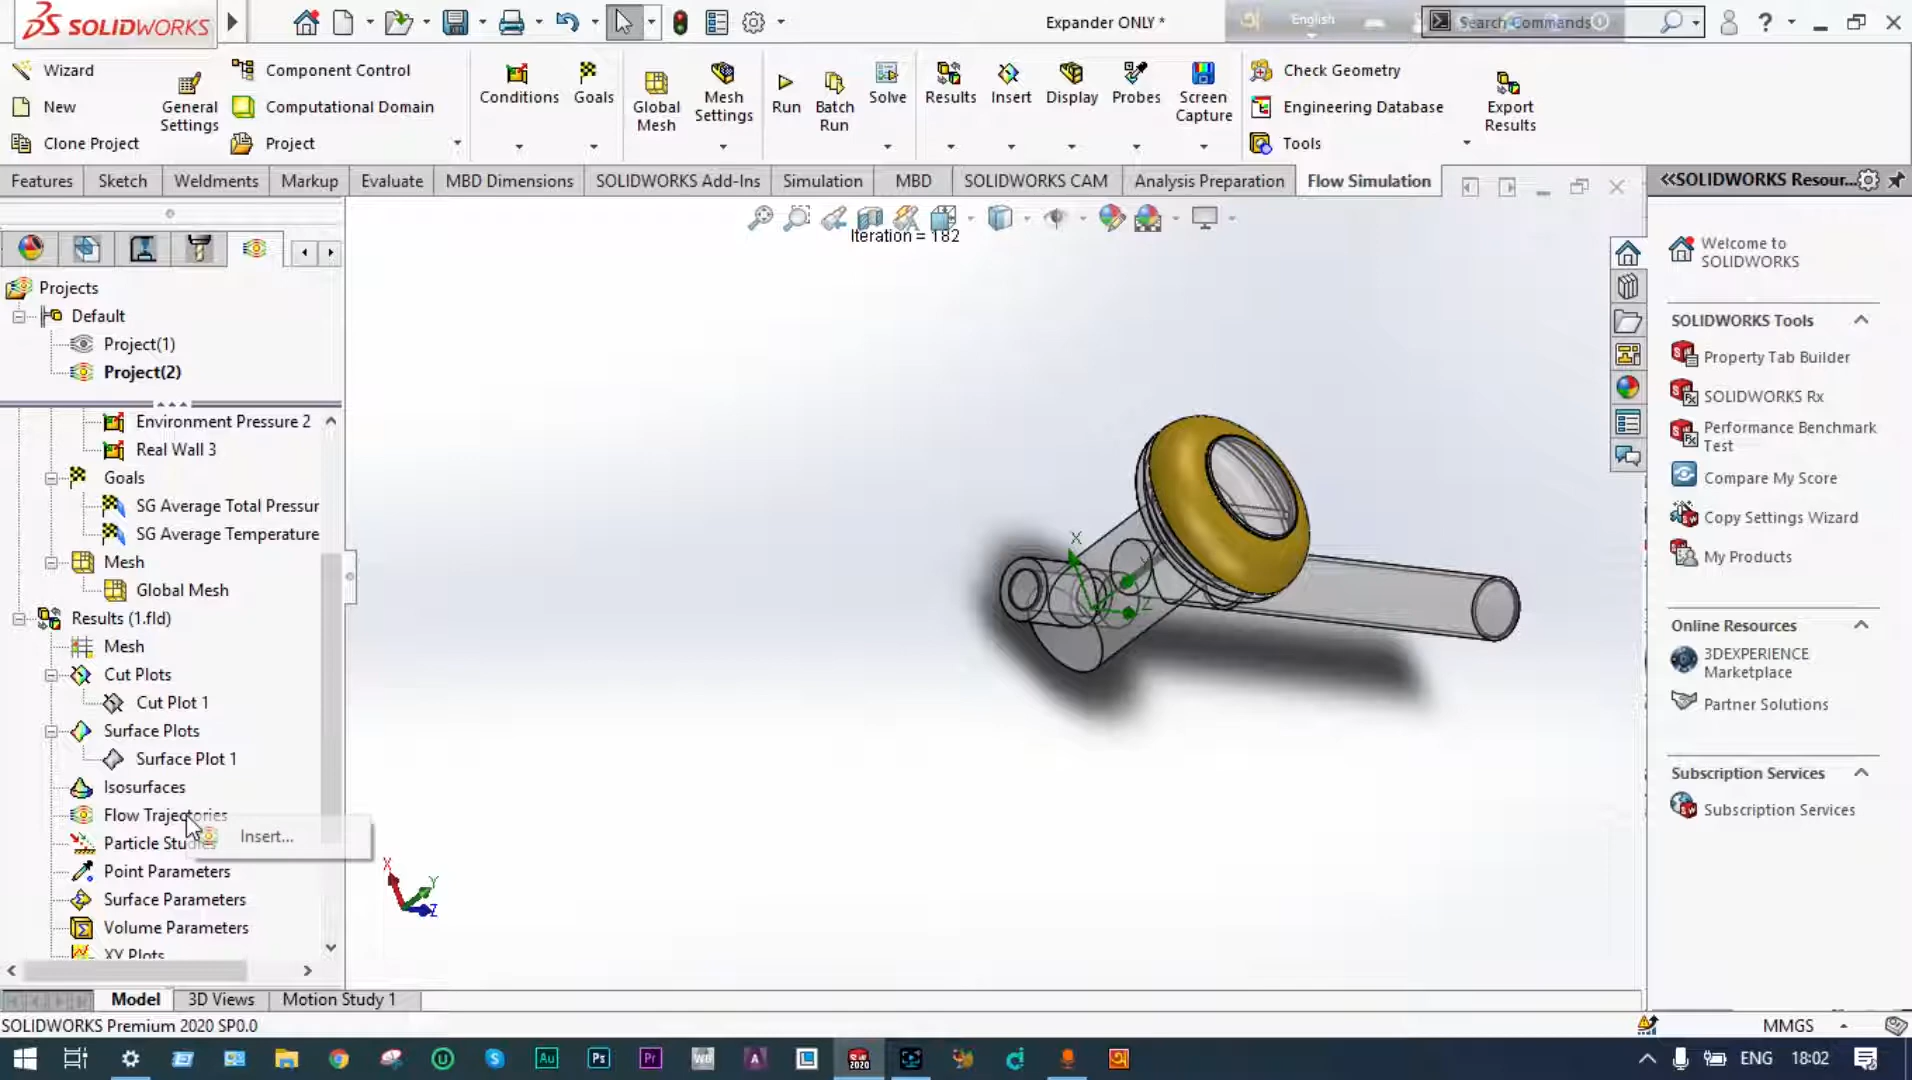 SOLIDWORKS
Expander ONLY *
English
Search Commands
Wizard
New
Clone Project
General Settings
Component Control
Computational Domain
Project
Conditions
Goals
Global Mesh
Mesh Settings
Run
Batch Run
Solve
Results
Insert
Display
Probes
Screen Capture
Check Geometry
Engineering Database
Tools
Export Results
Features
Sketch
Weldments
Markup
Evaluate
MBD Dimensions
SOLIDWORKS Add-Ins
Simulation
MBD
SOLIDWORKS CAM
Analysis Preparation
Flow Simulation
SOLIDWORKS Resour...
Iteration = 182
Projects
Default
Project(1)
Project(2)
Environment Pressure 2
Real Wall 3
Goals
SG Average Total Pressur
SG Average Temperature
Mesh
Global Mesh
Results (1.fld)
Mesh
Cut Plots
Cut Plot 1
Surface Plots
Surface Plot 1
Isosurfaces
Flow Trajectories
Insert...
Particle Stu
Point Parameters
Surface Parameters
Volume Parameters
XY Plots
X
Z
X
Y
Z
Welcome to
SOLIDWORKS
SOLIDWORKS Tools
Property Tab Builder
SOLIDWORKS Rx
Performance Benchmark
Test
Compare My Score
Copy Settings Wizard
My Products
Online Resources
3DEXPERIENCE
Marketplace
Partner Solutions
Subscription Services
Subscription Services
Model
3D Views
Motion Study 1
SOLIDWORKS Premium 2020 SP0.0
MMGS
Au
Ps
Pr
2020
ENG
18:02